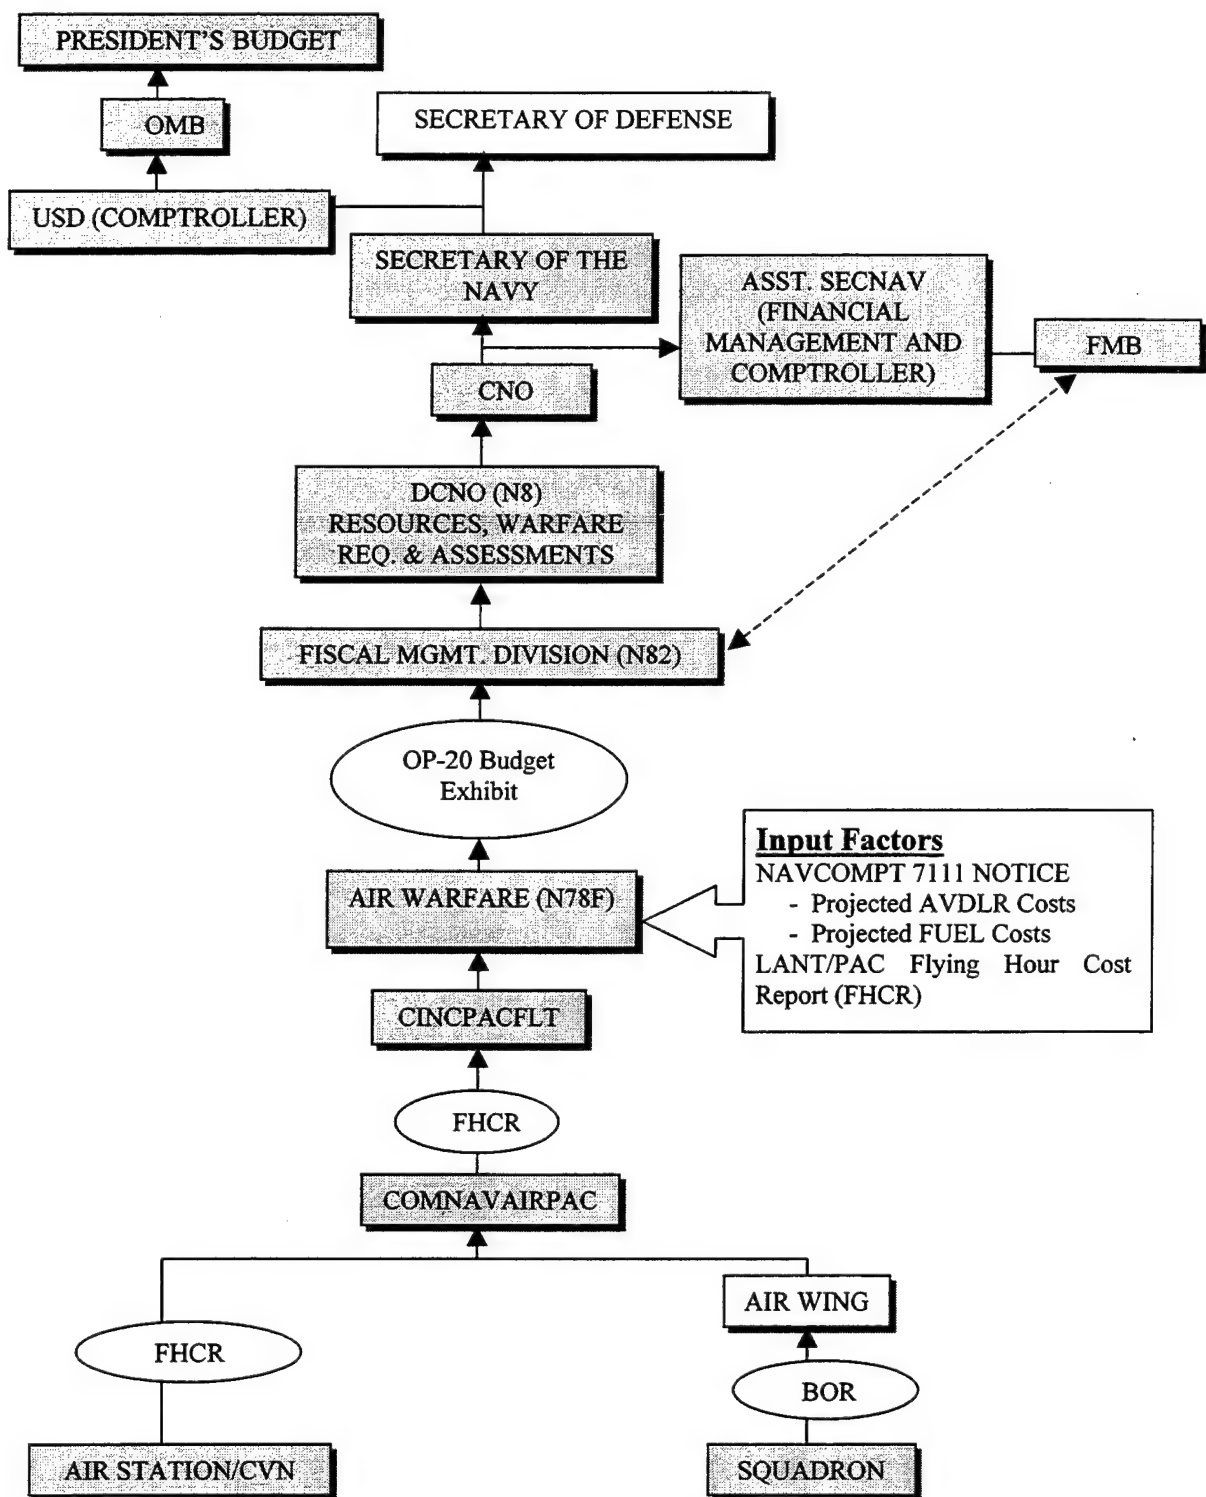 PRESIDENT'S BUDGET
OMB
SECRETARY OF DEFENSE
USD (COMPTROLLER)
SECRETARY OF THE
NAVY
ASST. SECNAV
(FINANCIAL
MANAGEMENT AND
COMPTROLLER)
FMB
CNO
DCNO (N8)
RESOURCES, WARFARE
REQ. & ASSESSMENTS
FISCAL MGMT. DIVISION (N82)
OP-20 Budget
Exhibit
Input Factors
NAVCOMPT 7111 NOTICE
- Projected AVDLR Costs
- Projected FUEL Costs
LANT/PAC Flying Hour Cost
Report (FHCR)
AIR WARFARE (N78F)
CINCPACFLT
FHCR
COMNAVAIRPAC
AIR WING
FHCR
BOR
AIR STATION/CVN
SQUADRON